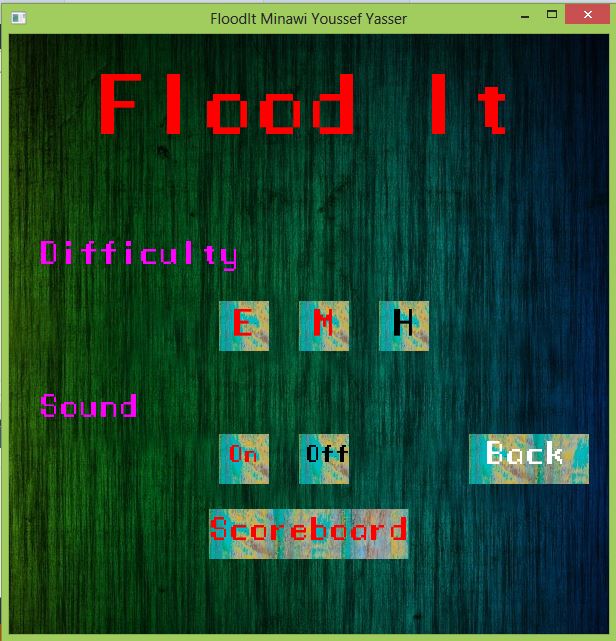 FloodIt Minawi Youssef Yasser
Flood It
Difficulty
E M H
Sound
On Off Back
Scoreboard